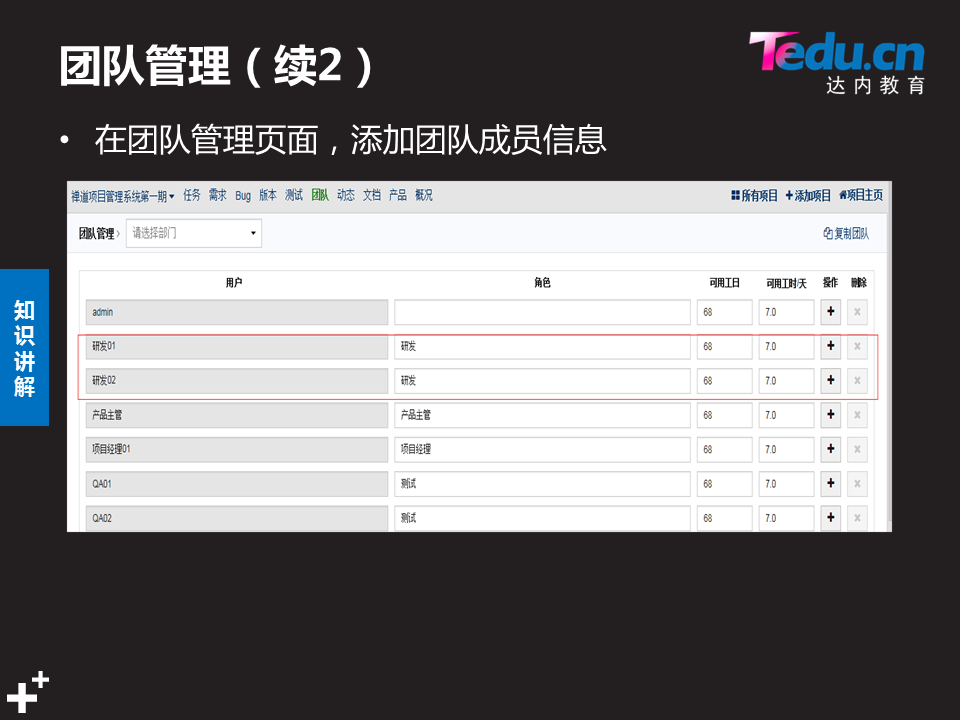 团队管理（续2）
Tedu.cn
达内教育
• 在团队管理页面，添加团队成员信息
禅道项目管理系统第一期 任务 需求 Bug 版本 测试 团队 动态 文档 产品 概况 所有项目 添加项目 项目主页
团队管理 请选择部门 复制团队
用户 角色 可用工日 可用工时/天 操作 删除
admin 68 7.0
研发01 研发 68 7.0
研发02 研发 68 7.0
产品主管 产品主管 68 7.0
项目经理01 项目经理 68 7.0
QA01 测试 68 7.0
QA02 测试 68 7.0
知识讲解